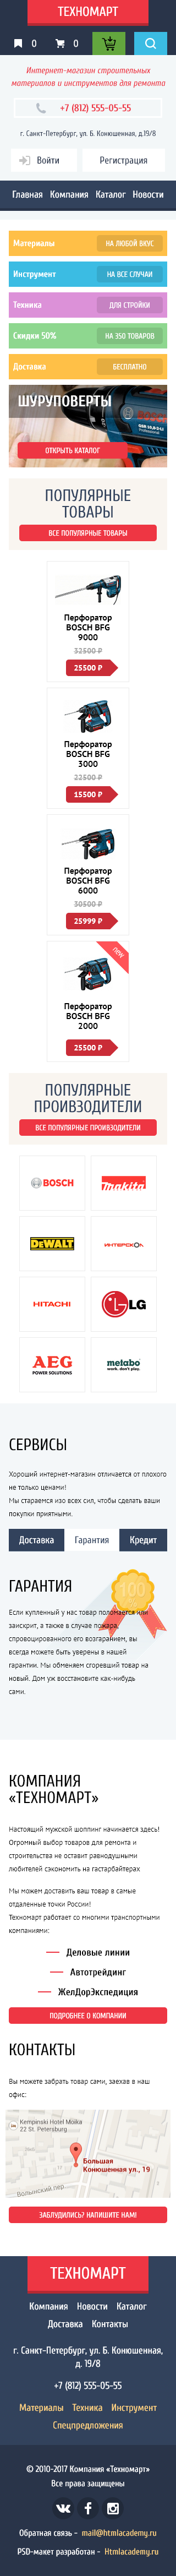 ТЕХНОМАРТ
0
0
Интернет-магазин строительных
материалов и инструментов для ремонта
+7 (812) 555-05-55
г. Санкт-Петербург, ул. Б. Конюшенная, д.19/8
Войти
Регистрация
Главная Компания Каталог Новости
Материалы
НА ЛЮБОЙ ВКУС
Инструмент
НА ВСЕ СЛУЧАИ
Техника
ДЛЯ СТРОЙКИ
Скидки 50%
НА 350 ТОВАРОВ
Доставка
БЕСПЛАТНО
ШУРУПОВЕРТЫ
ОТКРЫТЬ КАТАЛОГ
ПОПУЛЯРНЫЕ
ТОВАРЫ
ВСЕ ПОПУЛЯРНЫЕ ТОВАРЫ
Перфоратор
BOSCH BFG
9000
32500 ₽
25500 ₽
Перфоратор
BOSCH BFG
3000
22500 ₽
15500 ₽
Перфоратор
BOSCH BFG
6000
30500 ₽
25999 ₽
new
Перфоратор
BOSCH BFG
2000
25500 ₽
ПОПУЛЯРНЫЕ
ПРОИЗВОДИТЕЛИ
ВСЕ ПОПУЛЯРНЫЕ ПРОИЗВОДИТЕЛИ
BOSCH
makita
DEWALT
ИНТЕРСКОЛ
HITACHI
LG
AEG
POWER SOLUTIONS
metabo
work. don't play.
СЕРВИСЫ
Хороший интернет-магазин отличается от плохого
не только ценами!
Мы стараемся изо всех сил, чтобы сделать ваши
покупки приятными.
Доставка Гарантия Кредит
ГАРАНТИЯ
Если купленный у нас товар поломается или
заискрит, а также в случае пожара,
спровоцированного его возгаранием, вы
всегда можете быть уверены в нашей
гарантии. Мы обменяем сгоревший товар на
новый. Дом уж восстановите как-нибудь
сами.
КОМПАНИЯ
«ТЕХНОМАРТ»
Настоящий мужской шоппинг начинается здесь!
Огромный выбор товаров для ремонта и
строительства не оставит равнодушными
любителей сэкономить на гастарбайтерах
Мы можем доставить ваш товар в самые
отдаленные точки России!
Техномарт работает со многими транспортными
компаниями:
Деловые линии
Автотрейдинг
ЖелДорЭкспедиция
ПОДРОБНЕЕ О КОМПАНИИ
КОНТАКТЫ
Вы можете забрать товар сами, заехав в наш
офис:
Kempinski Hotel Moika
22 St. Petersburg
Большая
Конюшенная ул., 19
Волынский пер.
ЗАБЛУДИЛИСЬ? НАПИШИТЕ НАМ!
ТЕХНОМАРТ
Компания Новости Каталог
Доставка Контакты
г. Санкт-Петербург, ул. Б. Конюшенная,
д. 19/8
+7 (812) 555-05-55
Материалы Техника Инструмент
Спецпредложения
© 2010-2017 Компания «Техномарт»
Все права защищены
Обратная связь - mail@htmlacademy.ru
PSD-макет разработан - Htmlacademy.ru